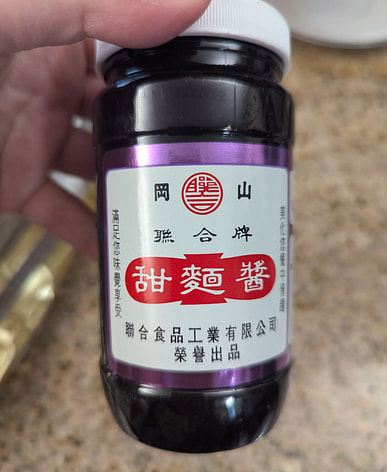 岡 山
聯合牌
甜麵醬
聯合食品工業有限公司
榮譽出品
滿足您味覺享受